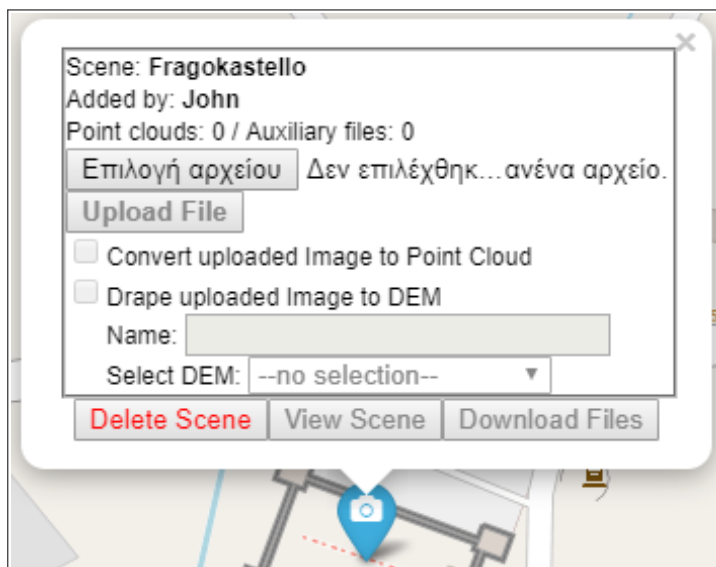 ×
Scene: Fragokastello
Added by: John
Point clouds: 0 / Auxiliary files: 0
Επιλογή αρχείου Δεν επιλέχθηκ...ανένα αρχείο.
Upload File
Convert uploaded Image to Point Cloud
Drape uploaded Image to DEM
Name:
Select DEM: --no selection--
Delete Scene View Scene Download Files